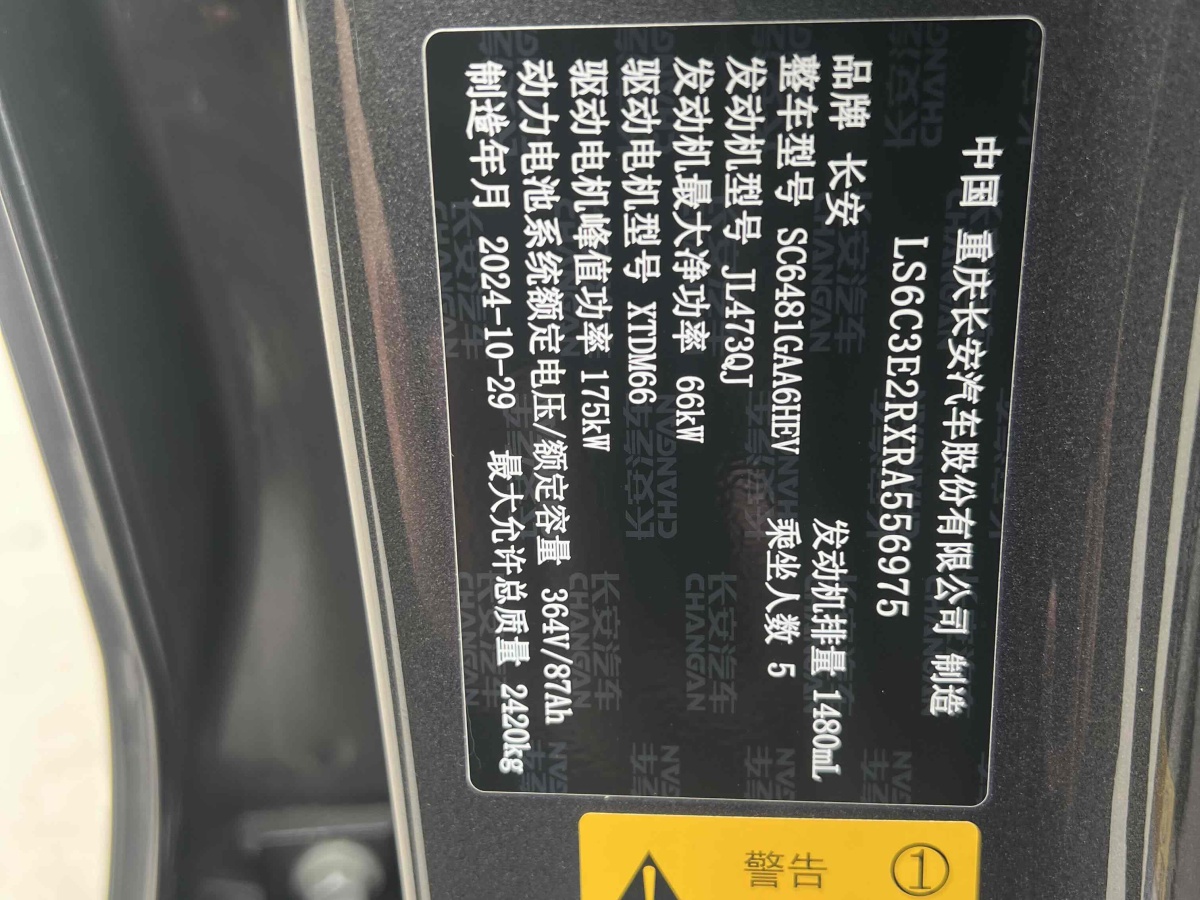 中国 重庆长安汽车股份有限公司 制造
LS6C3E2RXRA556975
品牌 长安 发动机排量 1480mL
整车型号 SC6481GAA6HEV 乘坐人数 5
发动机型号 JL473QJ
发动机最大净功率 66kW
驱动电机型号 XTDM66
驱动电机峰值功率 175kW
动力电池系统额定电压/额定容量 364V/87Ah
制造年月 2024-10-29 最大允许总质量 2420kg
长安汽车
CHANGAN
① 警告